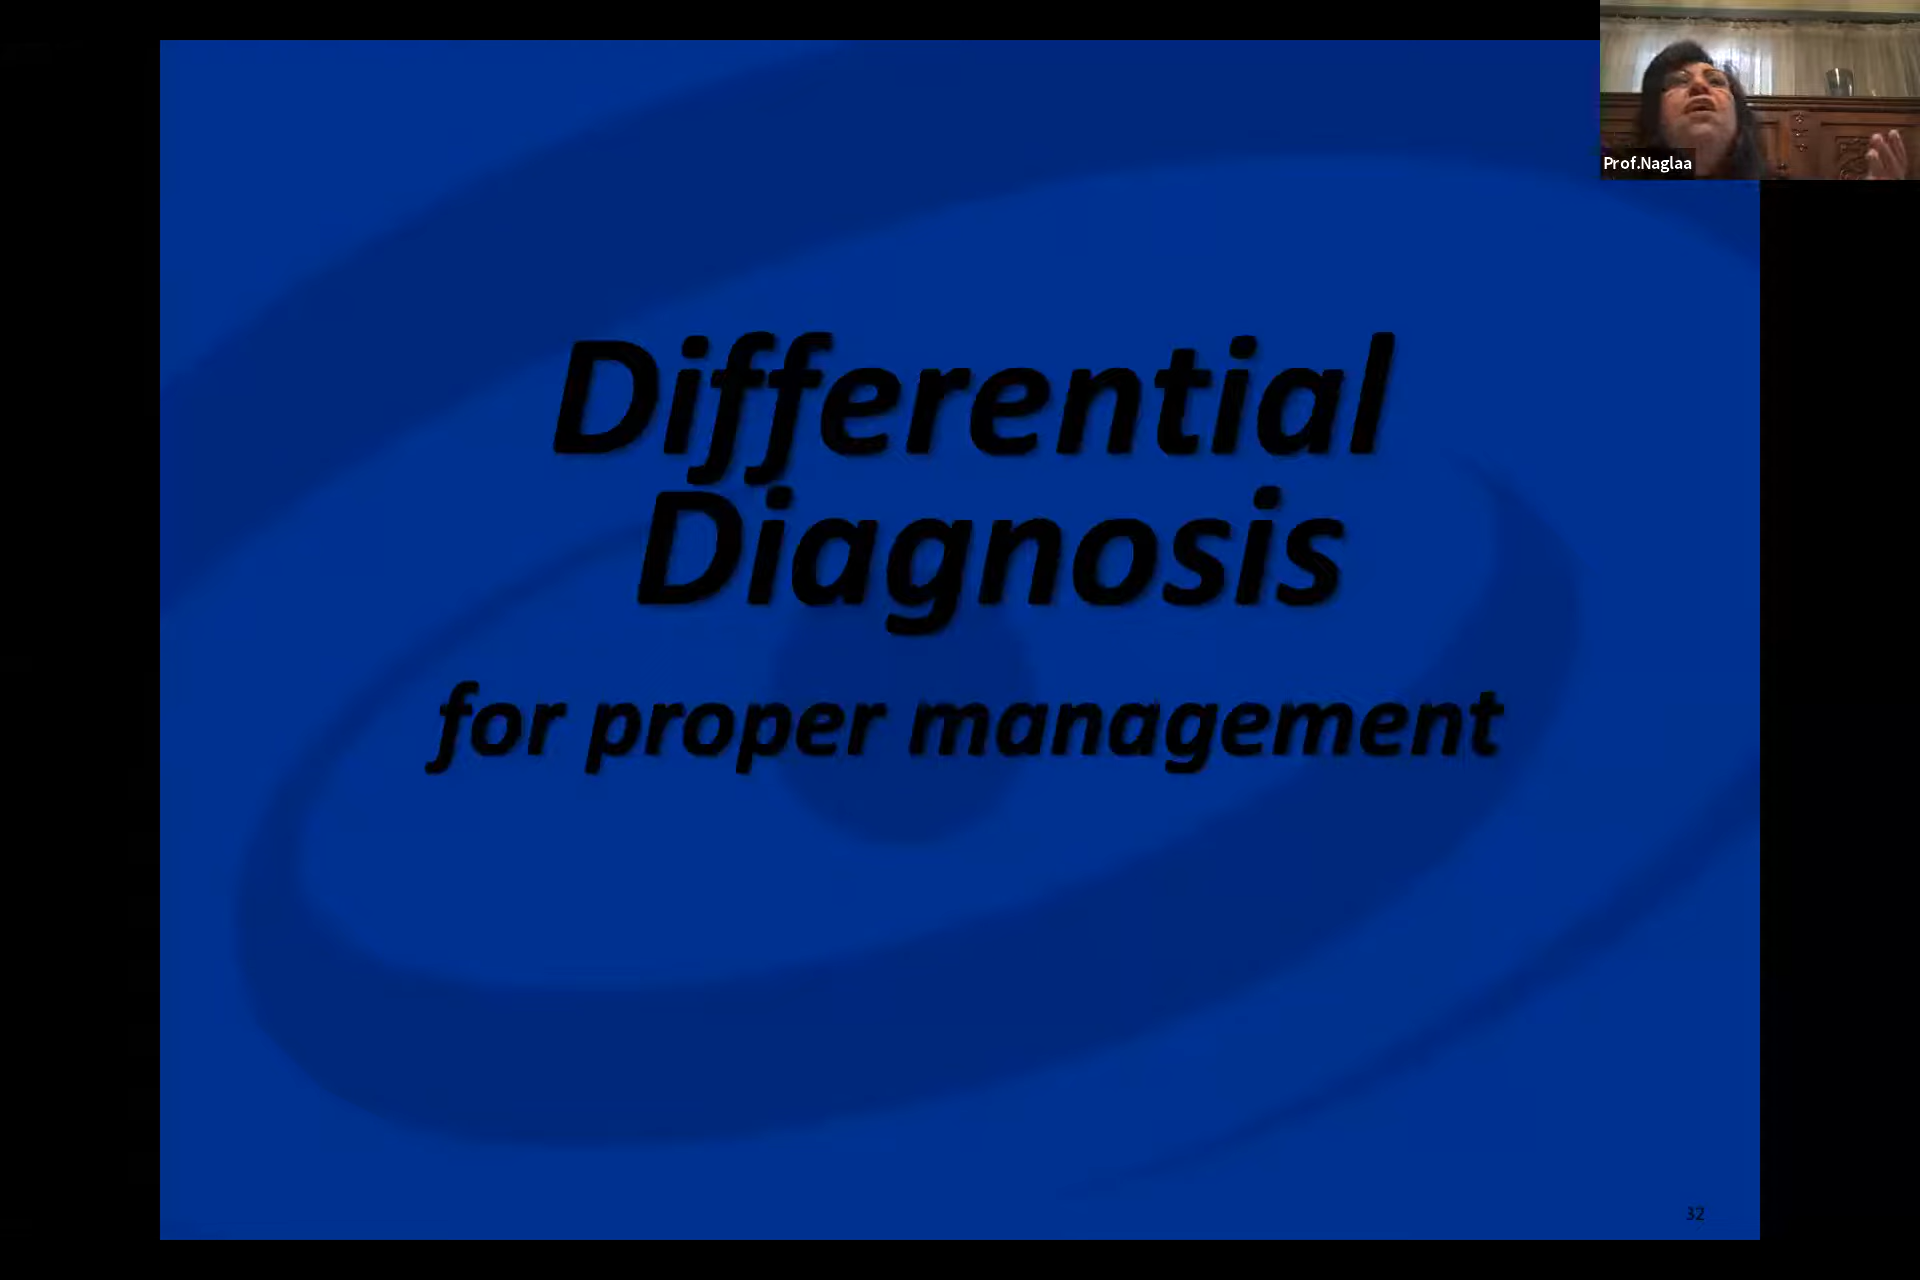 Prof.Naglaa
Differential
Diagnosis
for proper management
32